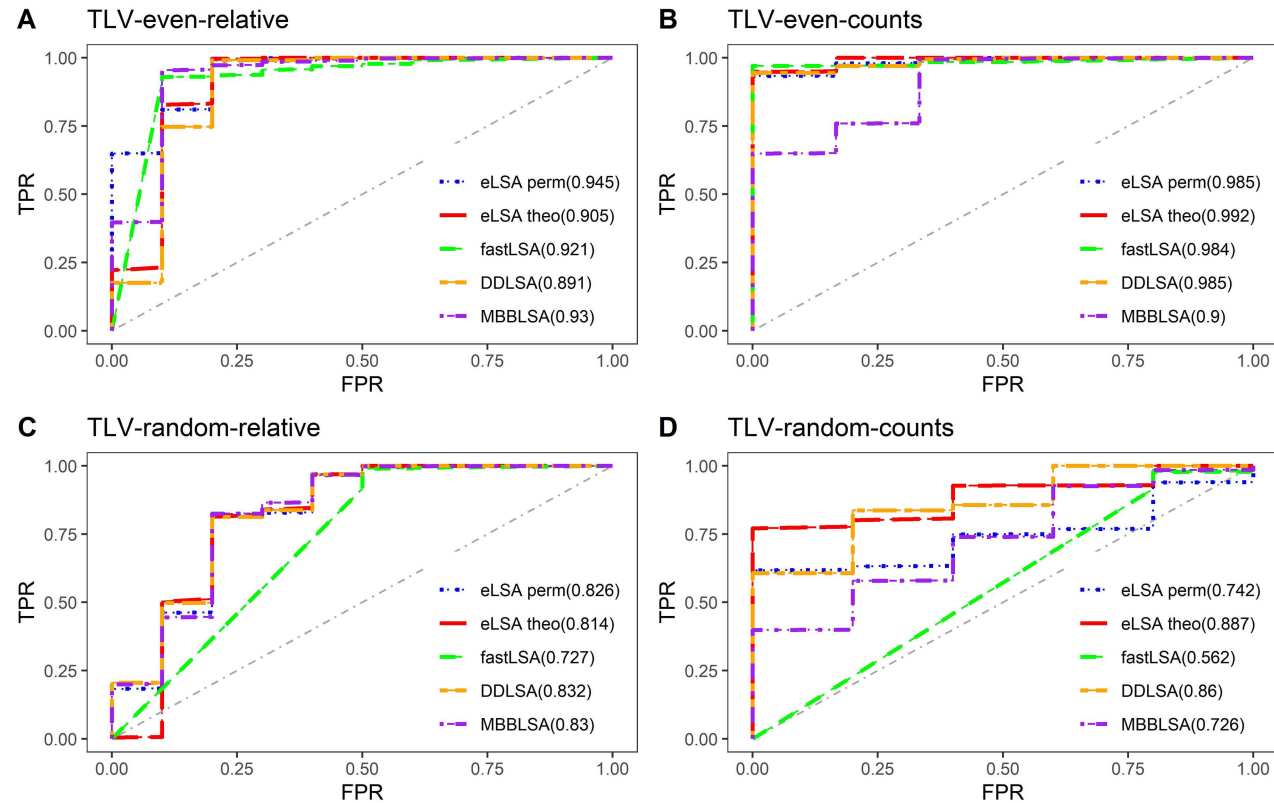 A TLV-even-relative
TPR
1.00
0.75
0.50
0.25
0.00
eLSA perm(0.945)
eLSA theo(0.905)
fastLSA(0.921)
DDLSA(0.891)
MBBLSA(0.93)
0.00 0.25 0.50 0.75 1.00
FPR
B TLV-even-counts
TPR
1.00
0.75
0.50
0.25
0.00
eLSA perm(0.985)
eLSA theo(0.992)
fastLSA(0.984)
DDLSA(0.985)
MBBLSA(0.9)
0.00 0.25 0.50 0.75 1.00
FPR
C TLV-random-relative
TPR
1.00
0.75
0.50
0.25
0.00
eLSA perm(0.826)
eLSA theo(0.814)
fastLSA(0.727)
DDLSA(0.832)
MBBLSA(0.83)
0.00 0.25 0.50 0.75 1.00
FPR
D TLV-random-counts
TPR
1.00
0.75
0.50
0.25
0.00
eLSA perm(0.742)
eLSA theo(0.887)
fastLSA(0.562)
DDLSA(0.86)
MBBLSA(0.726)
0.00 0.25 0.50 0.75 1.00
FPR